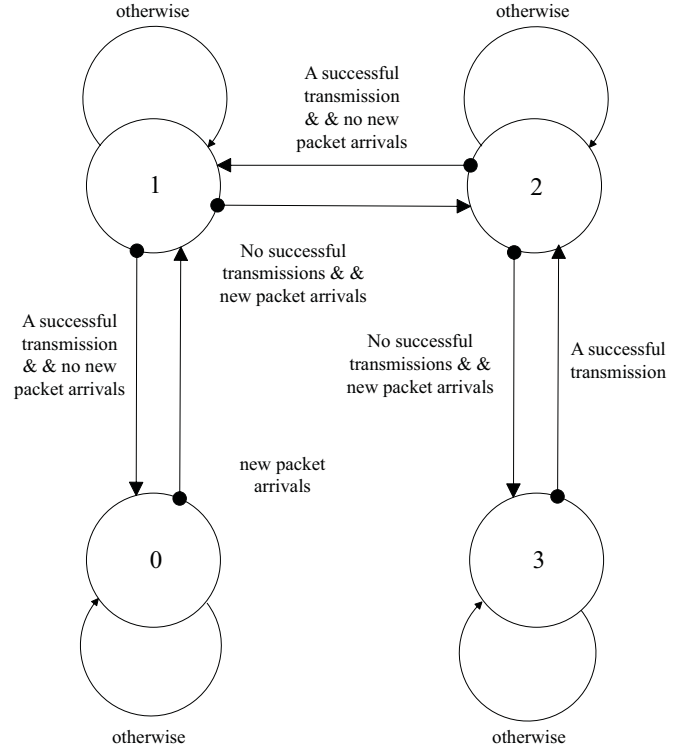 otherwise
otherwise
A successful
transmission
& & no new
packet arrivals
1
2
No successful
transmissions & &
new packet arrivals
A successful
transmission
& & no new
packet arrivals
No successful
transmissions & &
new packet arrivals
A successful
transmission
new packet
arrivals
0
3
otherwise
otherwise